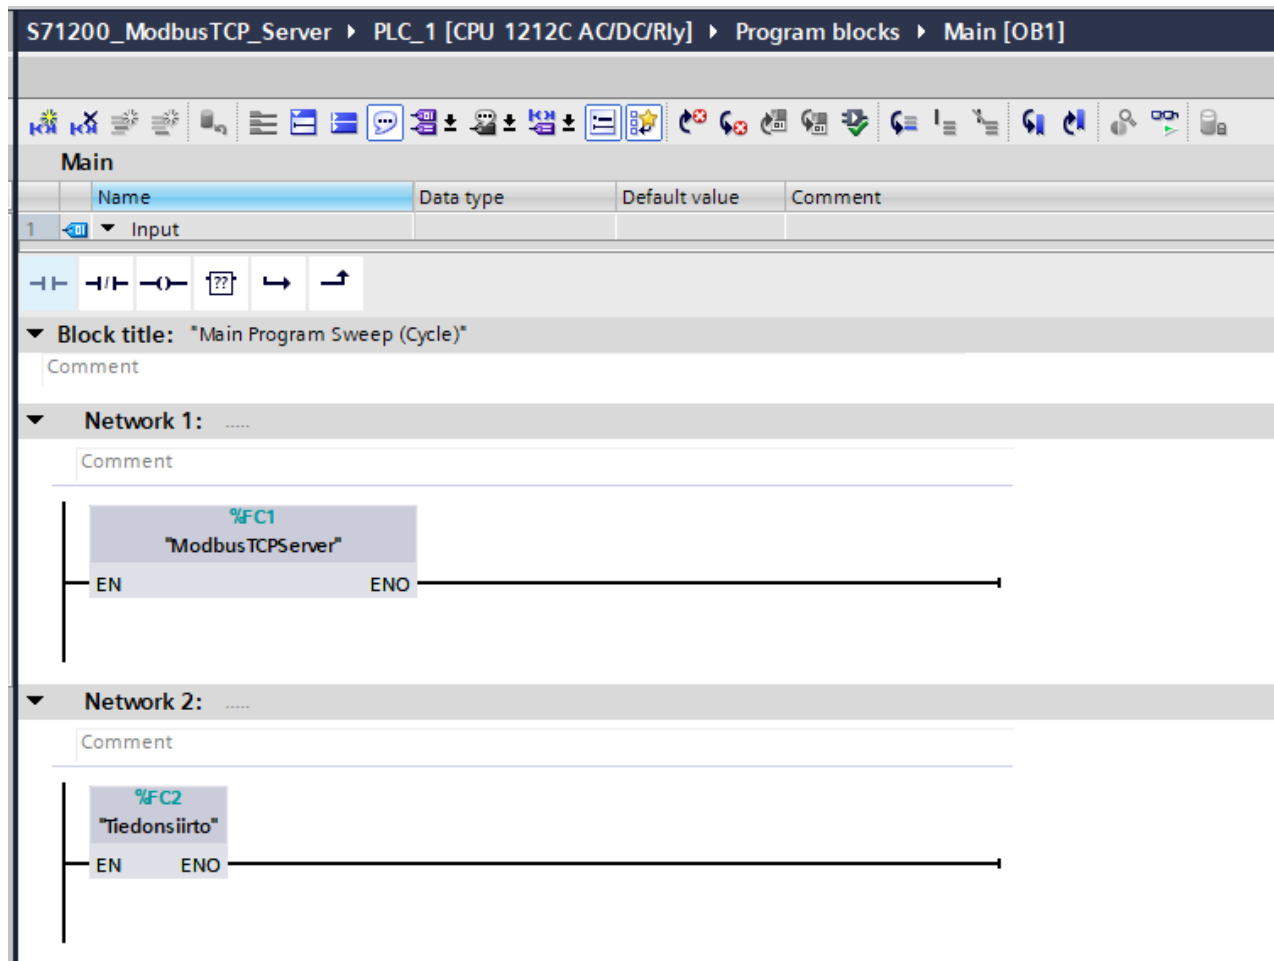 S71200_ModbusTCP_Server ▸ PLC_1 [CPU 1212C AC/DC/Rly] ▸ Program blocks ▸ Main [OB1]
Main
Name Data type Default value Comment
1 Input
??
Block title: "Main Program Sweep (Cycle)"
Comment
Network 1: .....
Comment
%FC1
"ModbusTCPServer"
EN ENO
Network 2: .....
Comment
%FC2
"Tiedonsiirto"
EN ENO